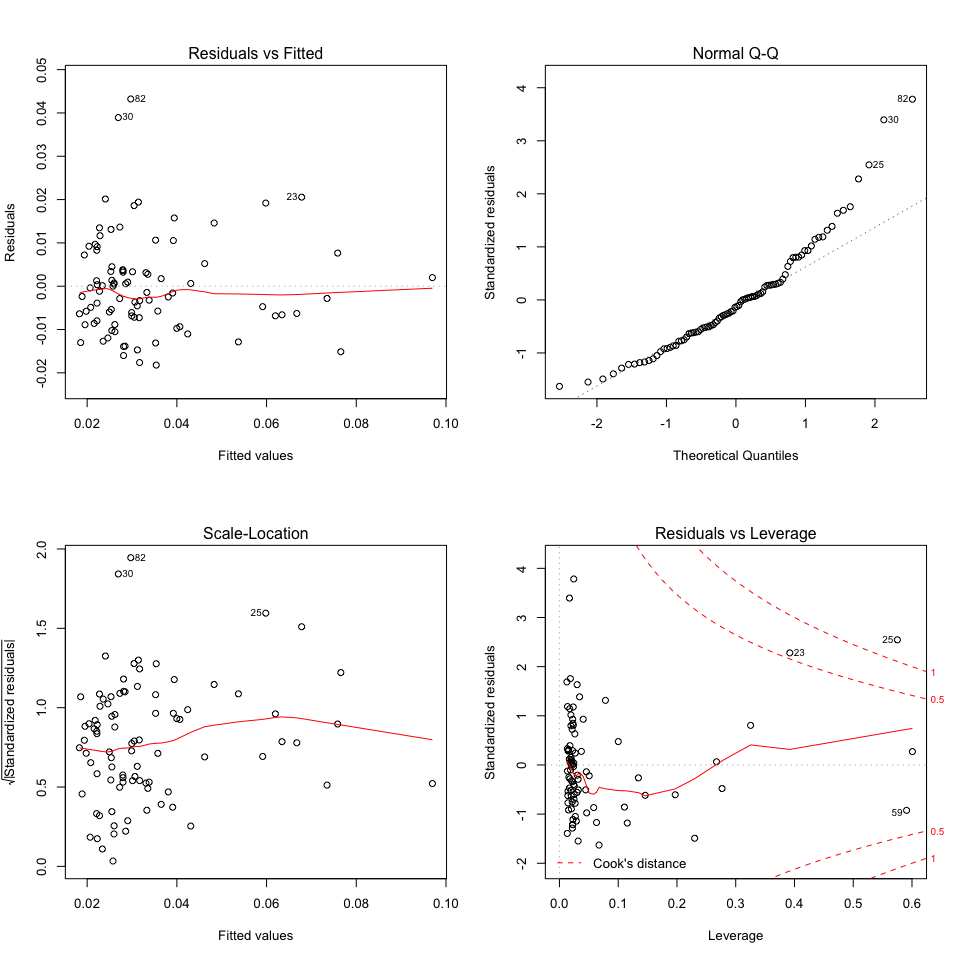 Residuals vs Fitted
Residuals
0.05
0.04
0.03
0.02
0.01
0.00
-0.01
-0.02
82
30
23
0.02 0.04 0.06 0.08 0.10
Fitted values
Normal Q-Q
Standardized residuals
4
3
2
1
0
-1
82
30
25
-2 -1 0 1 2
Theoretical Quantiles
Scale-Location
√|Standardized residuals|
2.0
1.5
1.0
0.5
0.0
82
30
25
0.02 0.04 0.06 0.08 0.10
Fitted values
Residuals vs Leverage
Standardized residuals
4
3
2
1
0
-1
-2
23
25
59
1
0.5
0.5
1
Cook's distance
0.0 0.1 0.2 0.3 0.4 0.5 0.6
Leverage